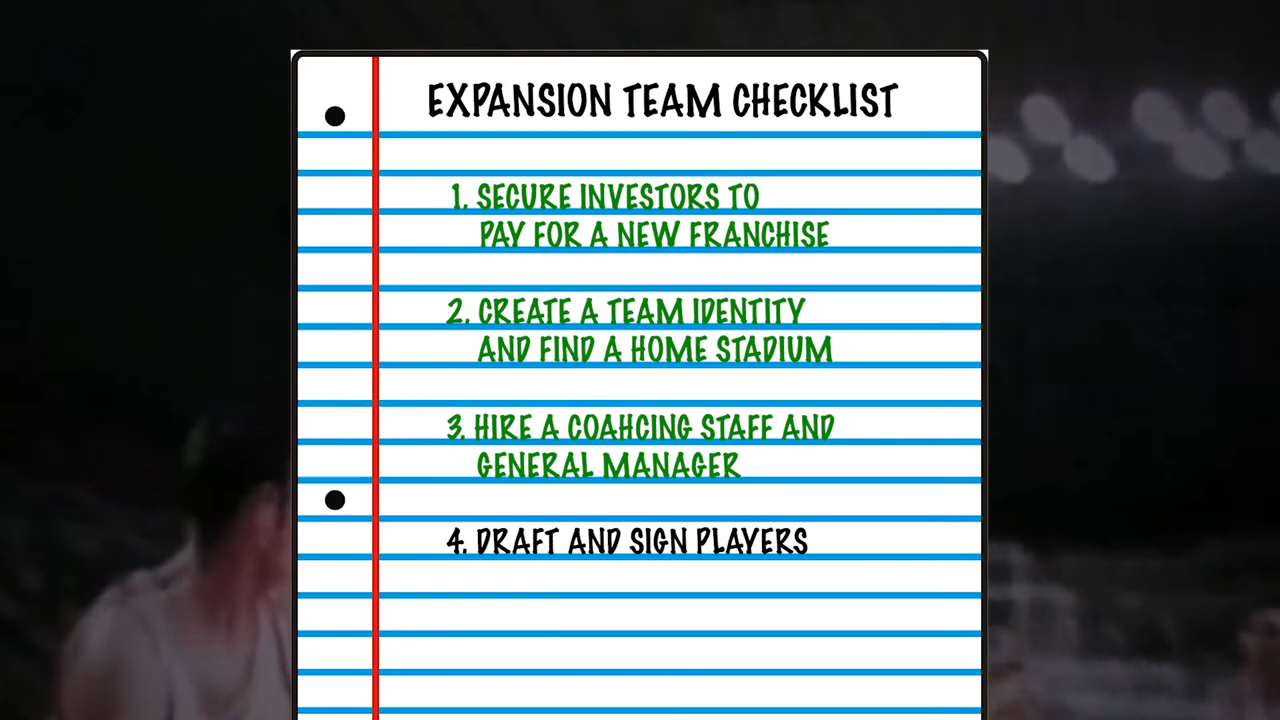 EXPANSION TEAM CHECKLIST
1. SECURE INVESTORS TO
PAY FOR A NEW FRANCHISE
2. CREATE A TEAM IDENTITY
AND FIND A HOME STADIUM
3. HIRE A COAHCING STAFF AND
GENERAL MANAGER
4. DRAFT AND SIGN PLAYERS